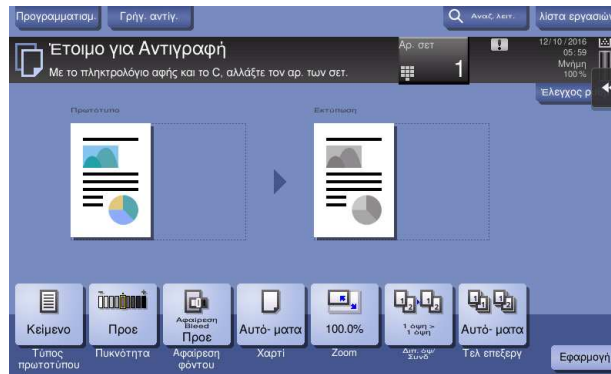 Προγραμματισμ.
Γρήγ. αντίγ.
Αναζ. λειτ.
λίστα εργασιών
Έτοιμο για Αντιγραφή
Με το πληκτρολόγιο αφής και το C, αλλάξτε τον αρ. των σετ.
Αρ. σετ
1
12/10/2016
05:59
Μνήμη
100%
Έλεγχος
Πρωτότυπο
Εκτύπωση
Κείμενο
Προε
Αφαίρεση
Bleed
Προε
Αυτό- ματα
100.0%
1 όψη >
1 όψη
Αυτό- ματα
Τύπος
πρωτοτύπου
Πυκνότητα
Αφαίρεση
φόντου
Χαρτί
Zoom
Διπ. όψ/
Συνδ
Τελ επεξεργ
Εφαρμογή